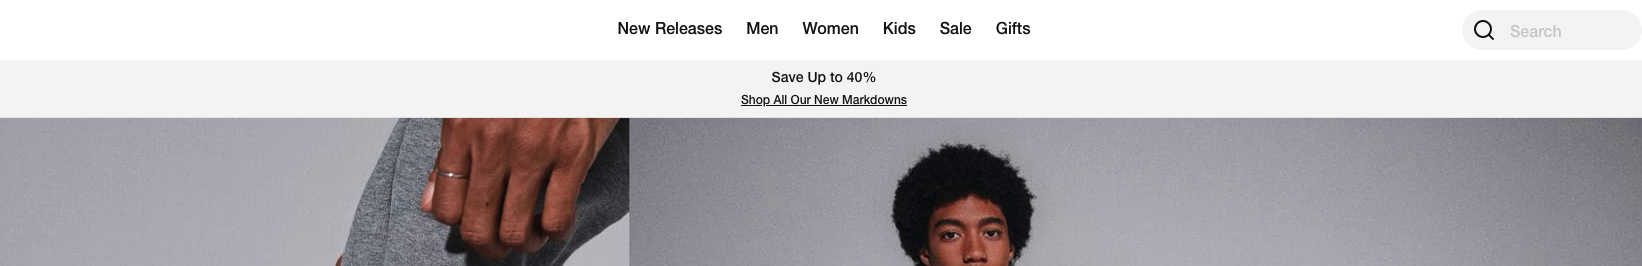 New Releases Men Women Kids Sale Gifts
Search
Save Up to 40%
Shop All Our New Markdowns